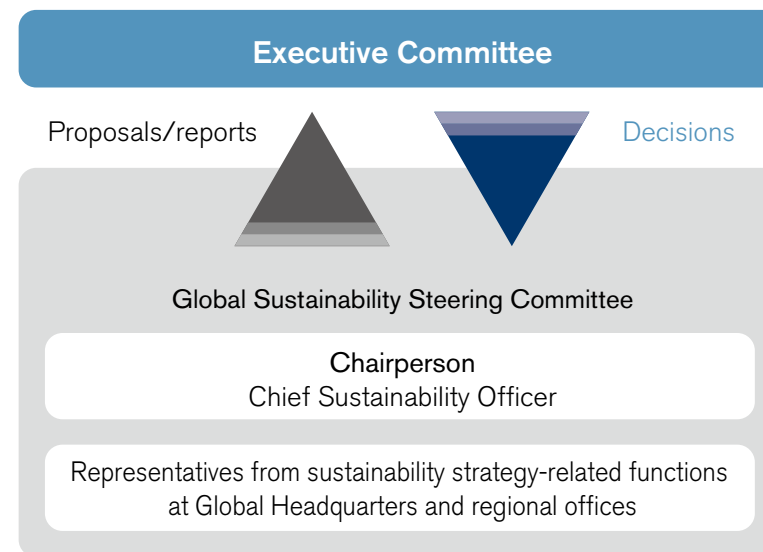 Executive Committee
Proposals/reports
Decisions
Global Sustainability Steering Committee
Chairperson
Chief Sustainability Officer
Representatives from sustainability strategy-related functions
at Global Headquarters and regional offices